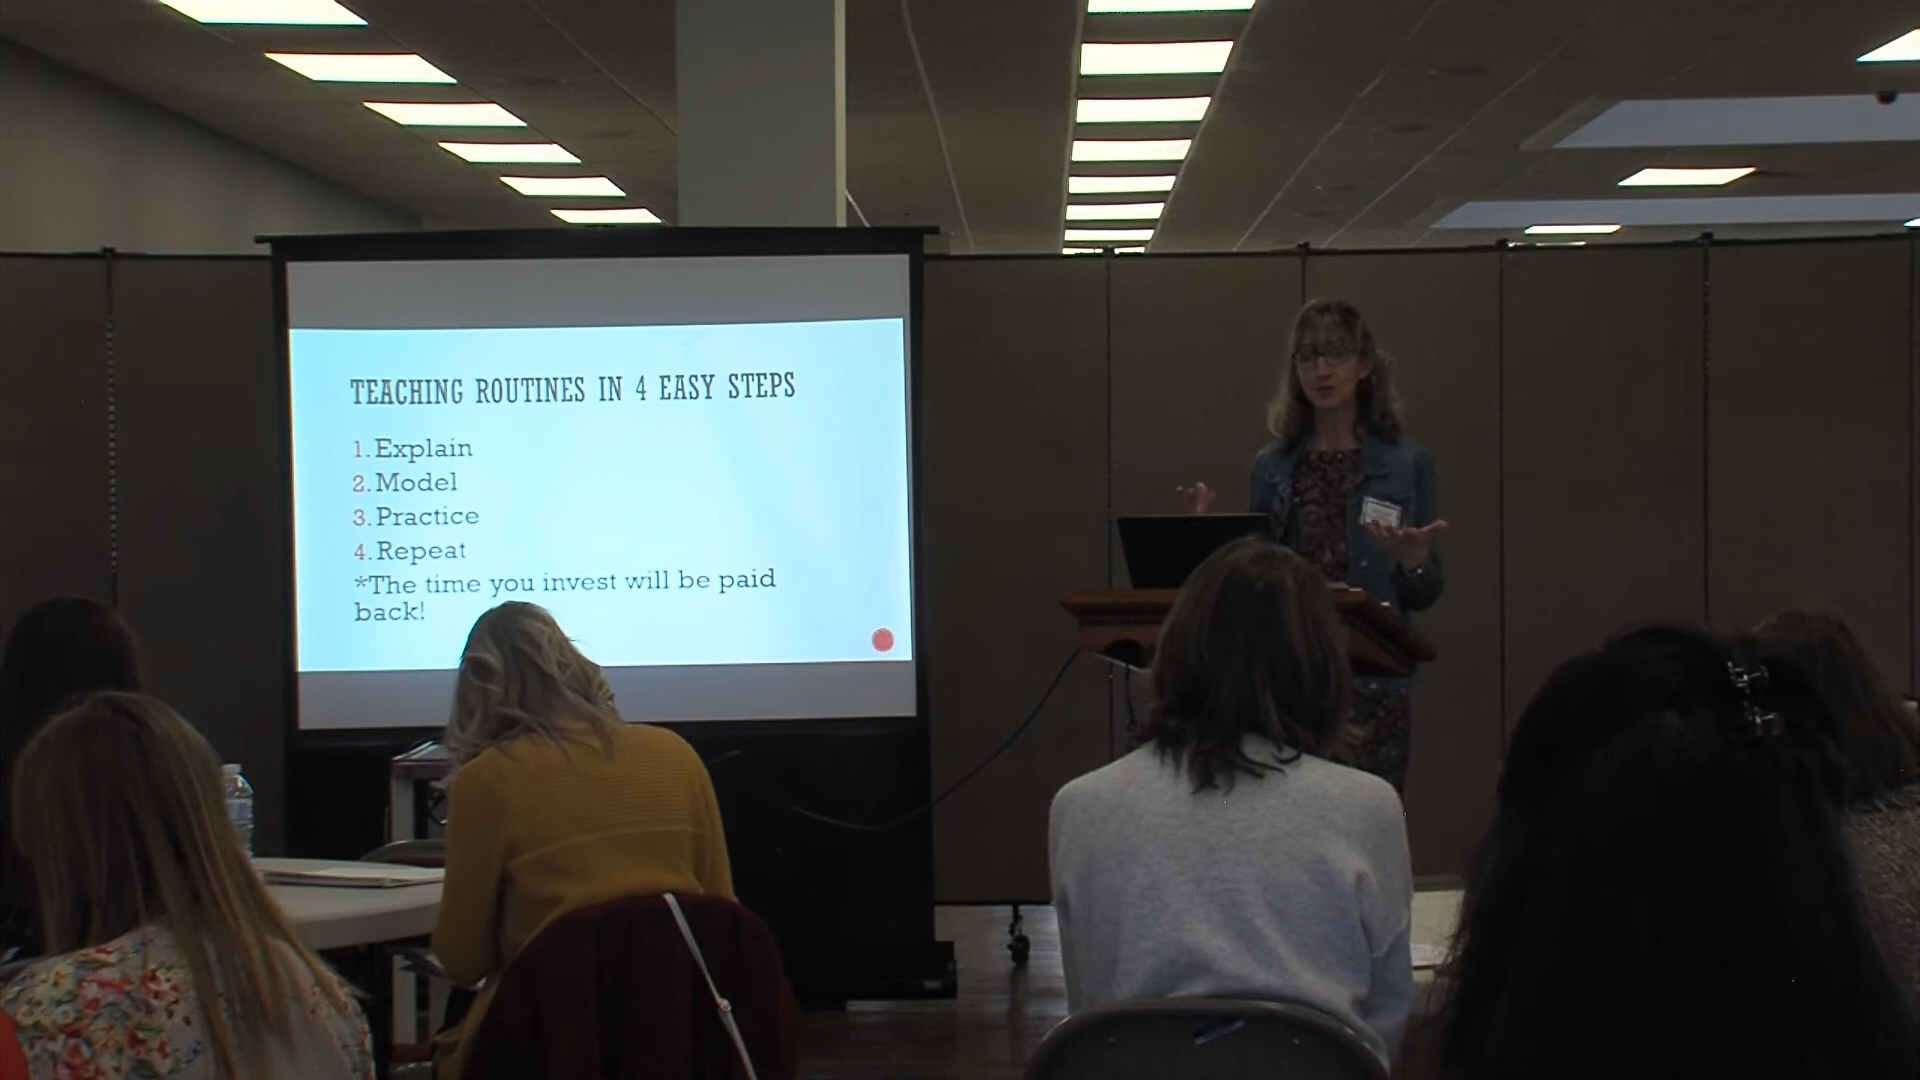 TEACHING ROUTINES IN 4 EASY STEPS
1. Explain
2. Model
3. Practice
4. Repeat
*The time you invest will be paid
back!